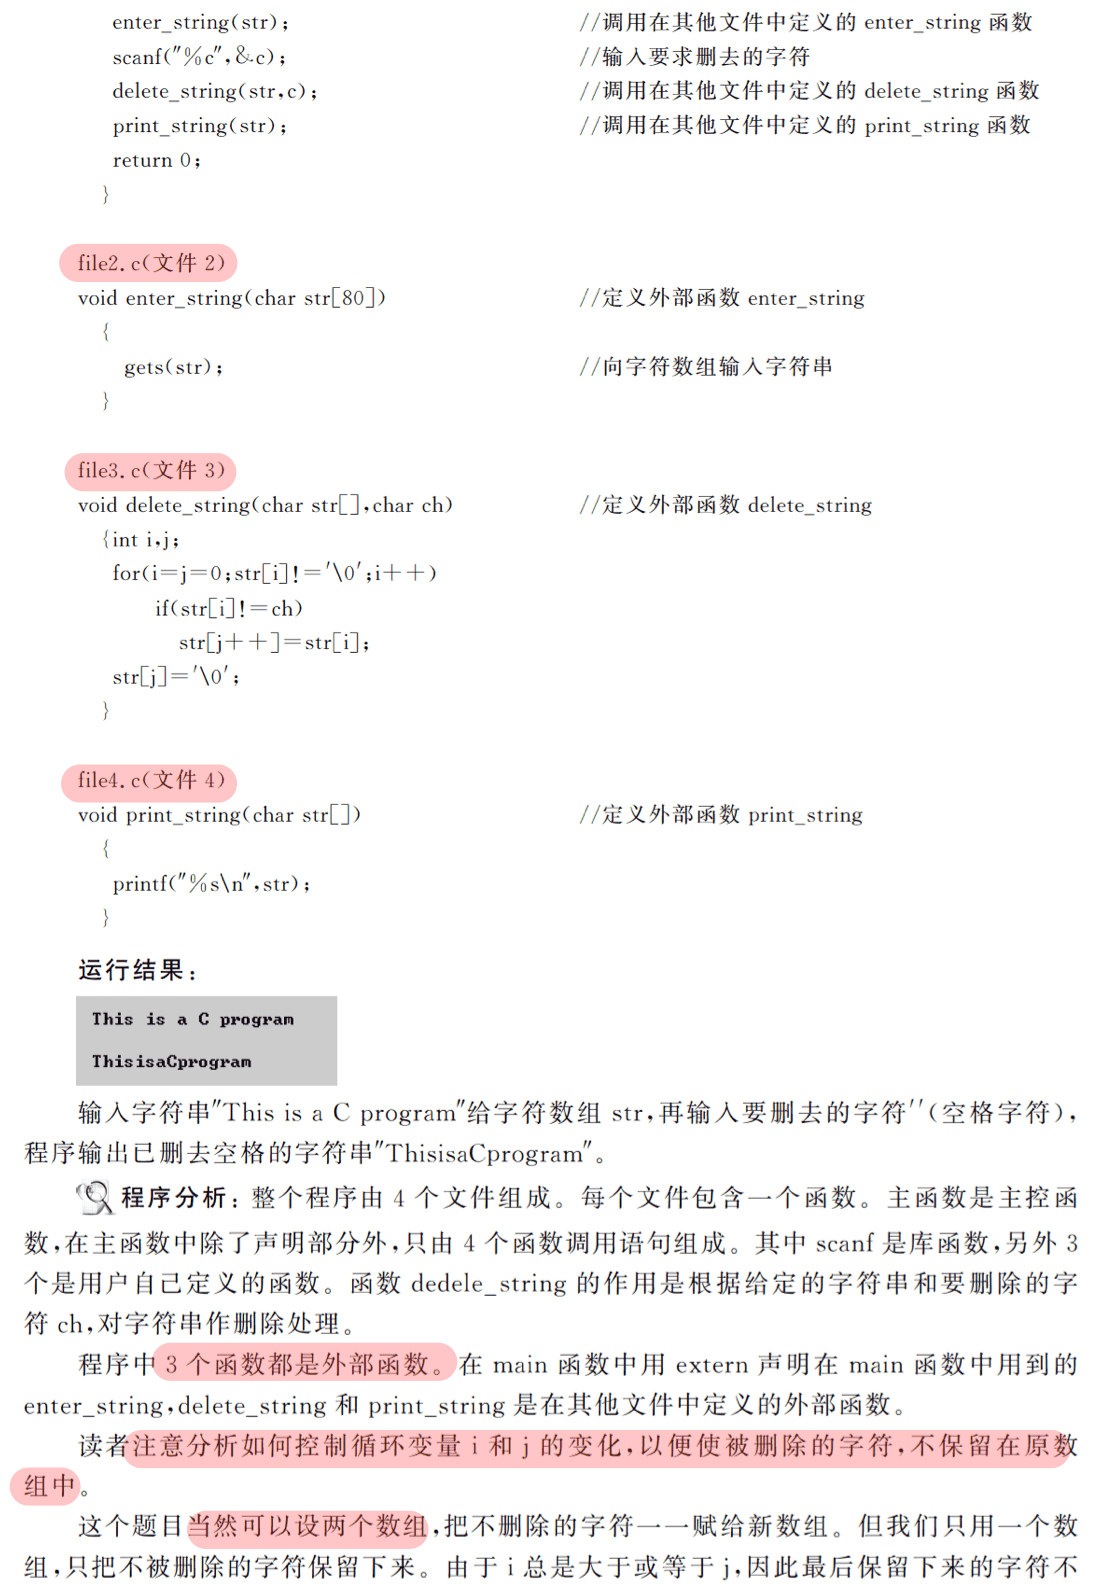 enter_string(str); //调用在其他文件中定义的 enter_string 函数
scanf("%c",&c); //输入要求删去的字符
delete_string(str,c); //调用在其他文件中定义的 delete_string 函数
print_string(str); //调用在其他文件中定义的 print_string 函数
return 0;
}
file2.c(文件 2)
void enter_string(char str[80]) //定义外部函数 enter_string
{
gets(str); //向字符数组输入字符串
}
file3.c(文件 3)
void delete_string(char str[],char ch) //定义外部函数 delete_string
{int i,j;
for(i=j=0;str[i]!='\0';i++)
if(str[i]!=ch)
str[j++]=str[i];
str[j]='\0';
}
file4.c(文件 4)
void print_string(char str[]) //定义外部函数 print_string
{
printf("%s\n",str);
}
运行结果:
This is a C program
ThisisaCprogram
输入字符串"This is a C program"给字符数组 str,再输入要删去的字符' '(空格字符),
程序输出已删去空格的字符串"ThisisaCprogram"。
程序分析:整个程序由 4 个文件组成。每个文件包含一个函数。主函数是主控函
数,在主函数中除了声明部分外,只由 4 个函数调用语句组成。其中 scanf 是库函数,另外 3
个是用户自己定义的函数。函数 dedele_string 的作用是根据给定的字符串和要删除的字
符 ch,对字符串作删除处理。
程序中 3 个函数都是外部函数。在 main 函数中用 extern 声明在 main 函数中用到的
enter_string,delete_string 和 print_string 是在其他文件中定义的外部函数。
读者注意分析如何控制循环变量 i 和 j 的变化,以便使被删除的字符,不保留在原数
组中。
这个题目当然可以设两个数组,把不删除的字符一一赋给新数组。但我们只用一个数
组,只把不被删除的字符保留下来。由于 i 总是大于或等于 j,因此最后保留下来的字符不